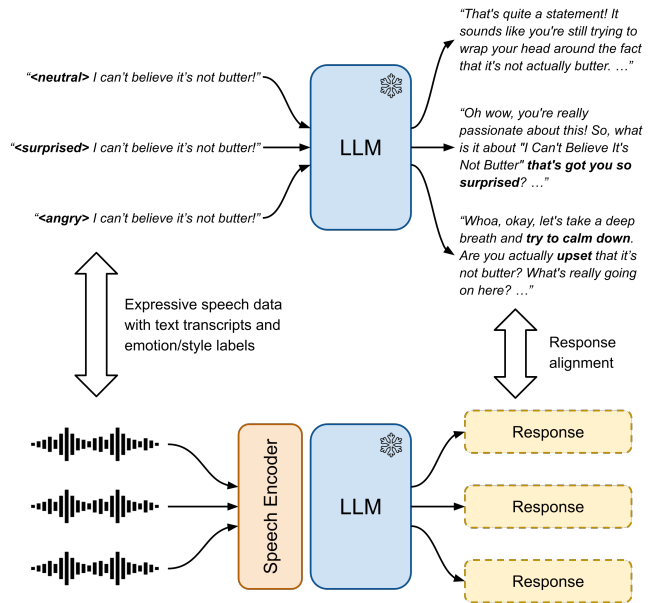 “<neutral> I can’t believe it’s not butter!”
“<surprised> I can’t believe it’s not butter!”
“<angry> I can’t believe it’s not butter!”
LLM
“That's quite a statement! It
sounds like you're still trying to
wrap your head around the fact
that it's not actually butter. …”
“Oh wow, you're really
passionate about this! So, what
is it about "I Can't Believe It's
Not Butter" that's got you so
surprised? …”
“Whoa, okay, let's take a deep
breath and try to calm down.
Are you actually upset that it’s
not butter? What's really going
on here? …”
Expressive speech data
with text transcripts and
emotion/style labels
Response
alignment
Speech Encoder
LLM
Response
Response
Response